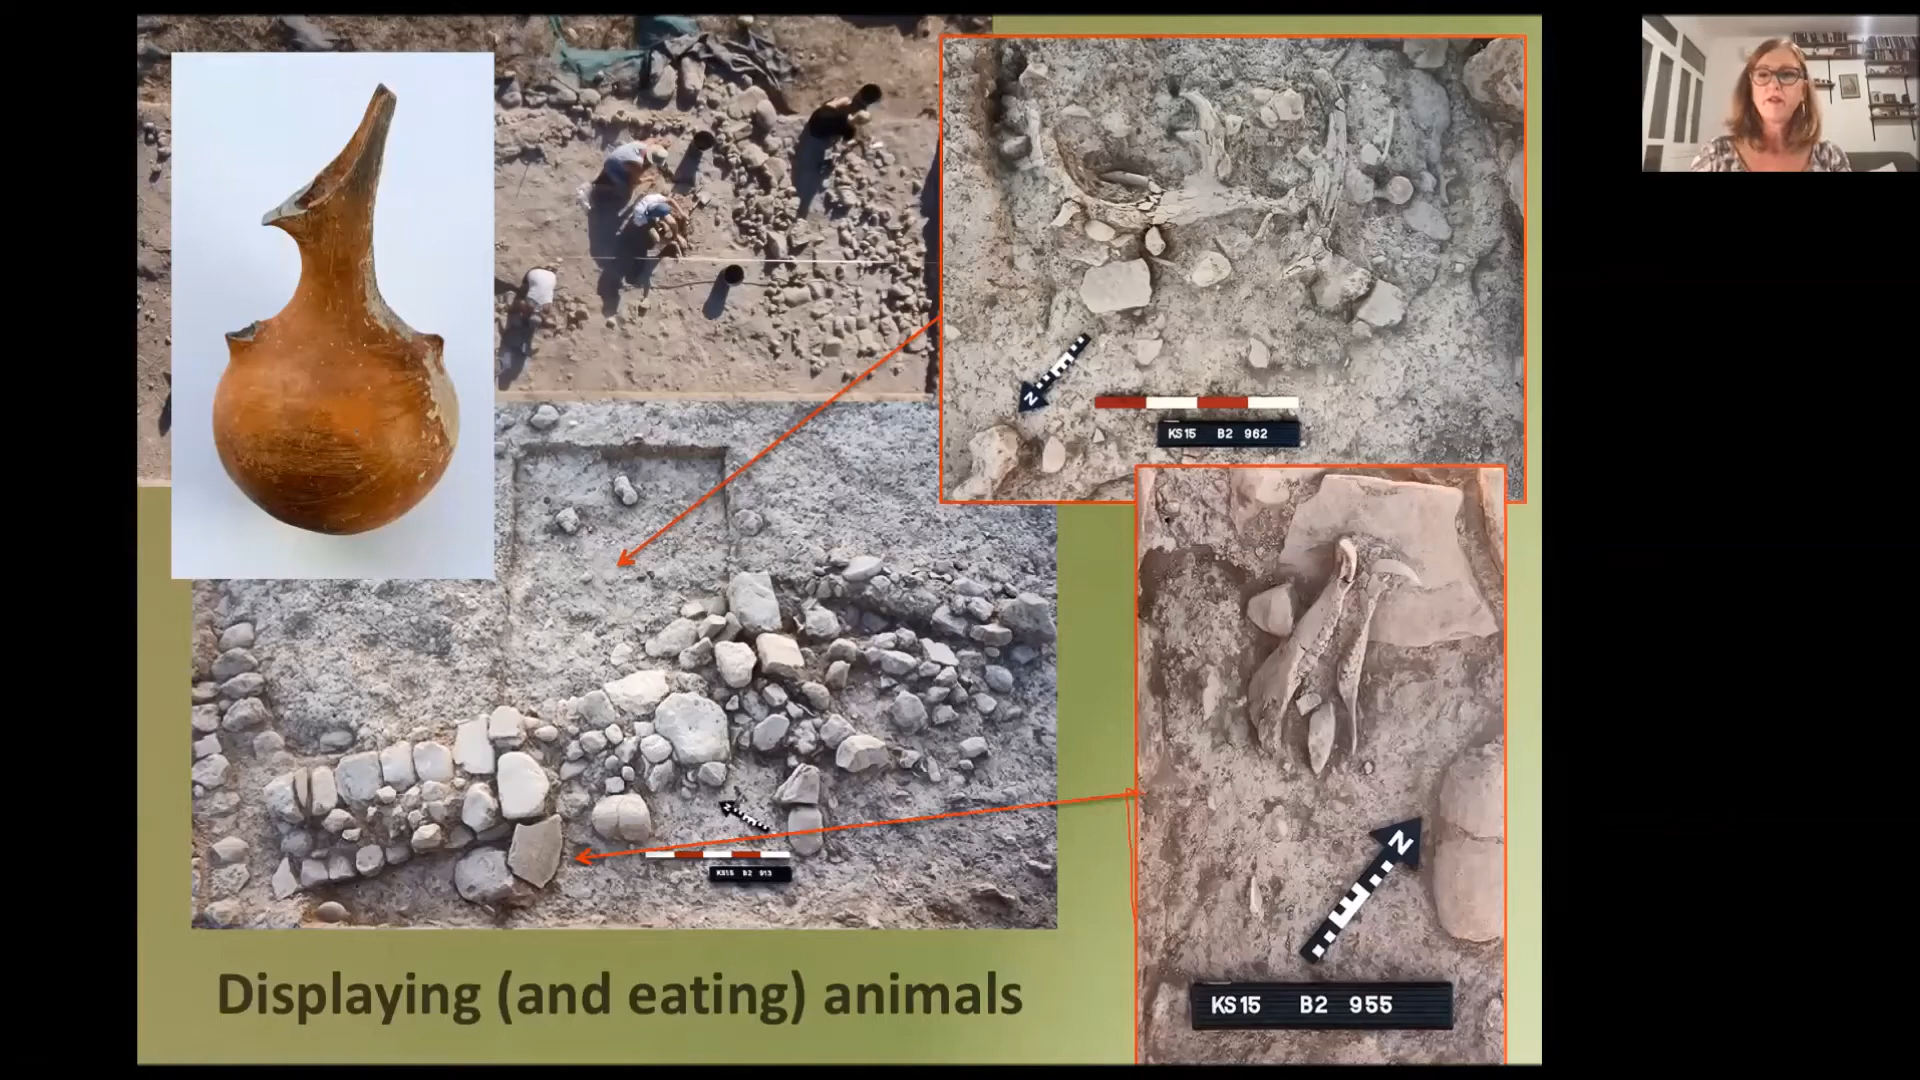 N
KS15 B2 962
N
KS15 B2 913
N
KS15 B2 955
Displaying (and eating) animals